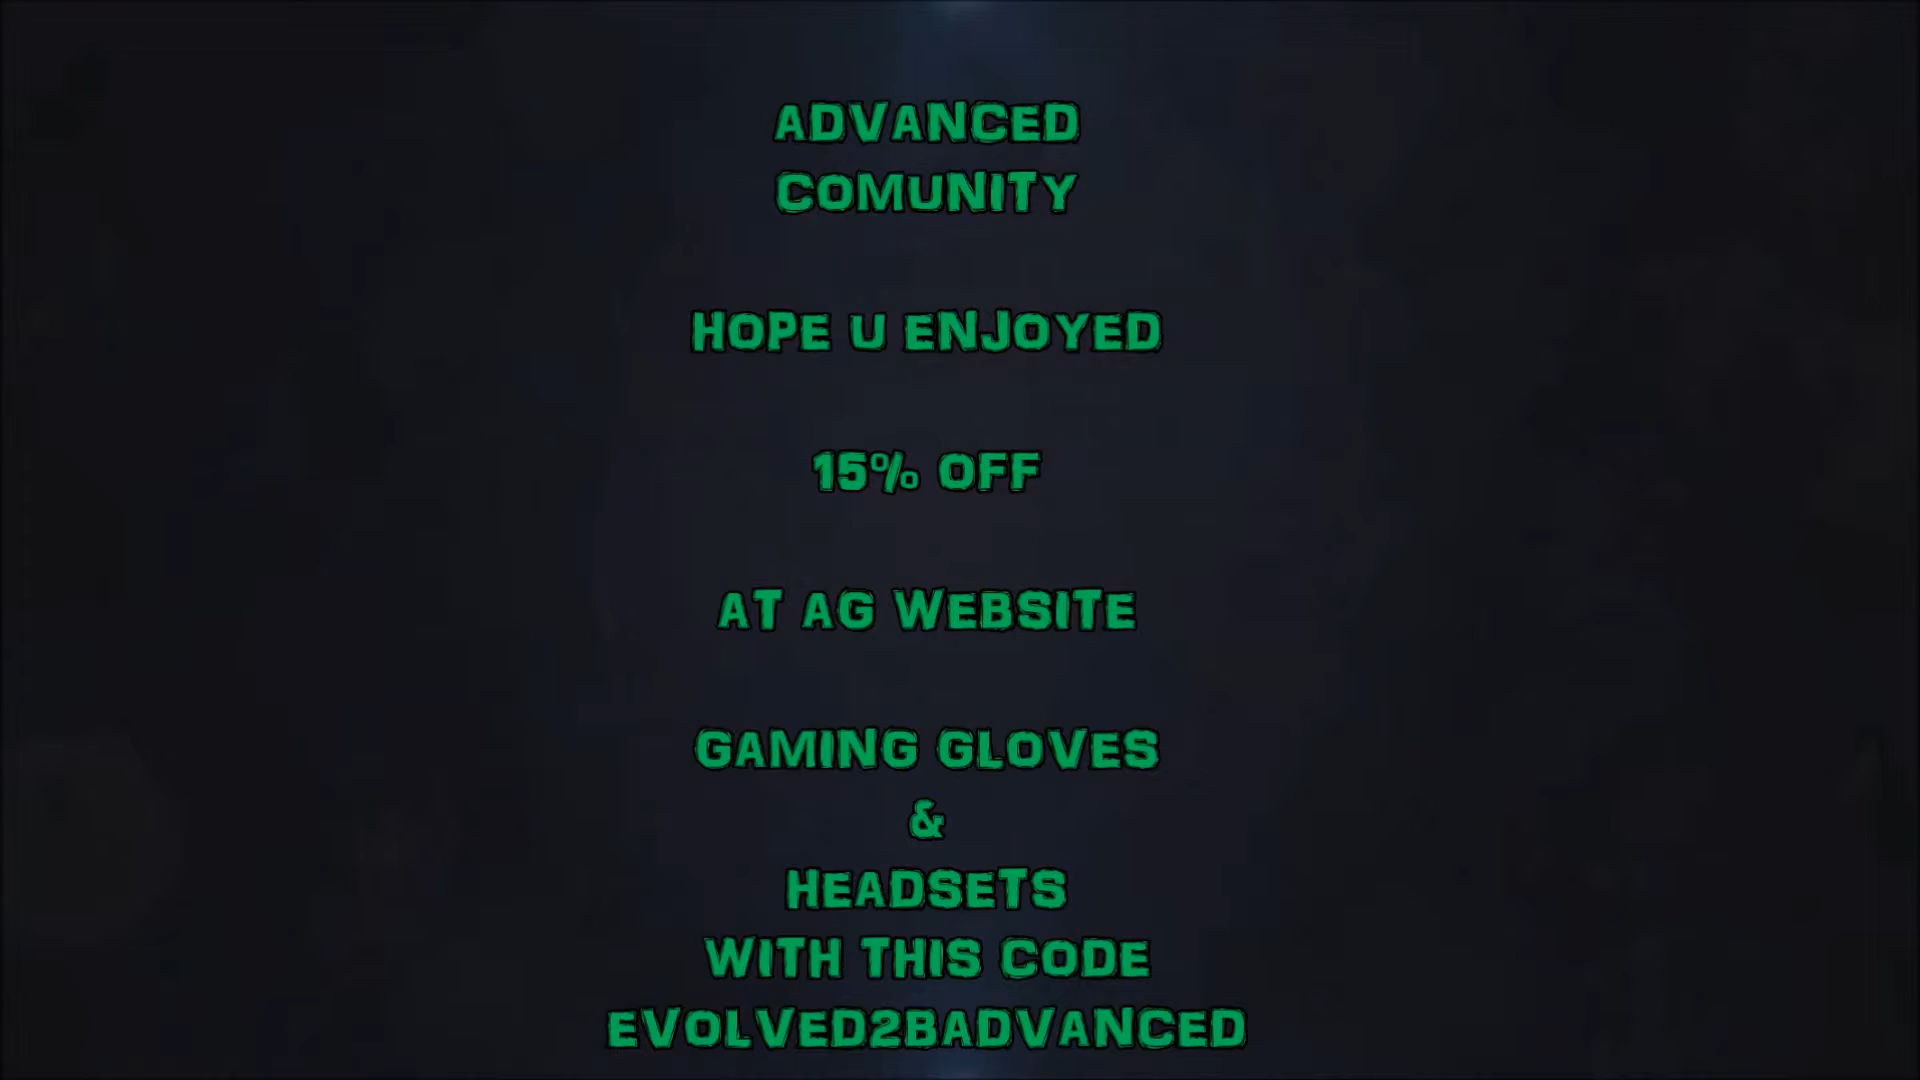 ADVANCED
COMUNITY
HOPE U ENJOYED
15% OFF
AT AG WEBSITE
GAMING GLOVES
&
HEADSETS
WITH THIS CODE
EVOLVED2BADVANCED